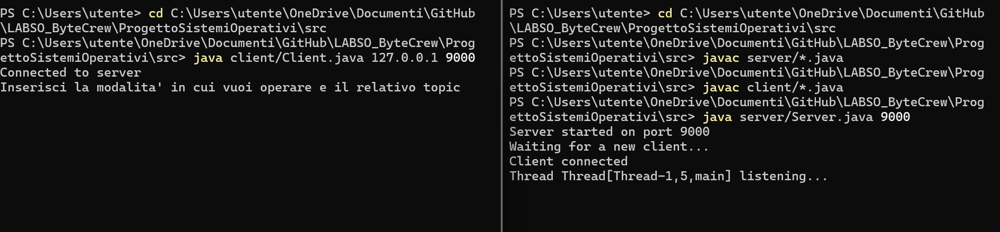 PS C:\Users\utente> cd C:\Users\utente\OneDrive\Documenti\GitHub
\LABSO_ByteCrew\ProgettoSistemiOperativi\src
PS C:\Users\utente\OneDrive\Documenti\GitHub\LABSO_ByteCrew\Prog
ettoSistemiOperativi\src> java client/Client.java 127.0.0.1 9000
Connected to server
Inserisci la modalita' in cui vuoi operare e il relativo topic
PS C:\Users\utente> cd C:\Users\utente\OneDrive\Documenti\GitHub
\LABSO_ByteCrew\ProgettoSistemiOperativi\src
PS C:\Users\utente\OneDrive\Documenti\GitHub\LABSO_ByteCrew\Prog
ettoSistemiOperativi\src> javac server/*.java
PS C:\Users\utente\OneDrive\Documenti\GitHub\LABSO_ByteCrew\Prog
ettoSistemiOperativi\src> javac client/*.java
PS C:\Users\utente\OneDrive\Documenti\GitHub\LABSO_ByteCrew\Prog
ettoSistemiOperativi\src> java server/Server.java 9000
Server started on port 9000
Waiting for a new client...
Client connected
Thread Thread[Thread-1,5,main] listening...